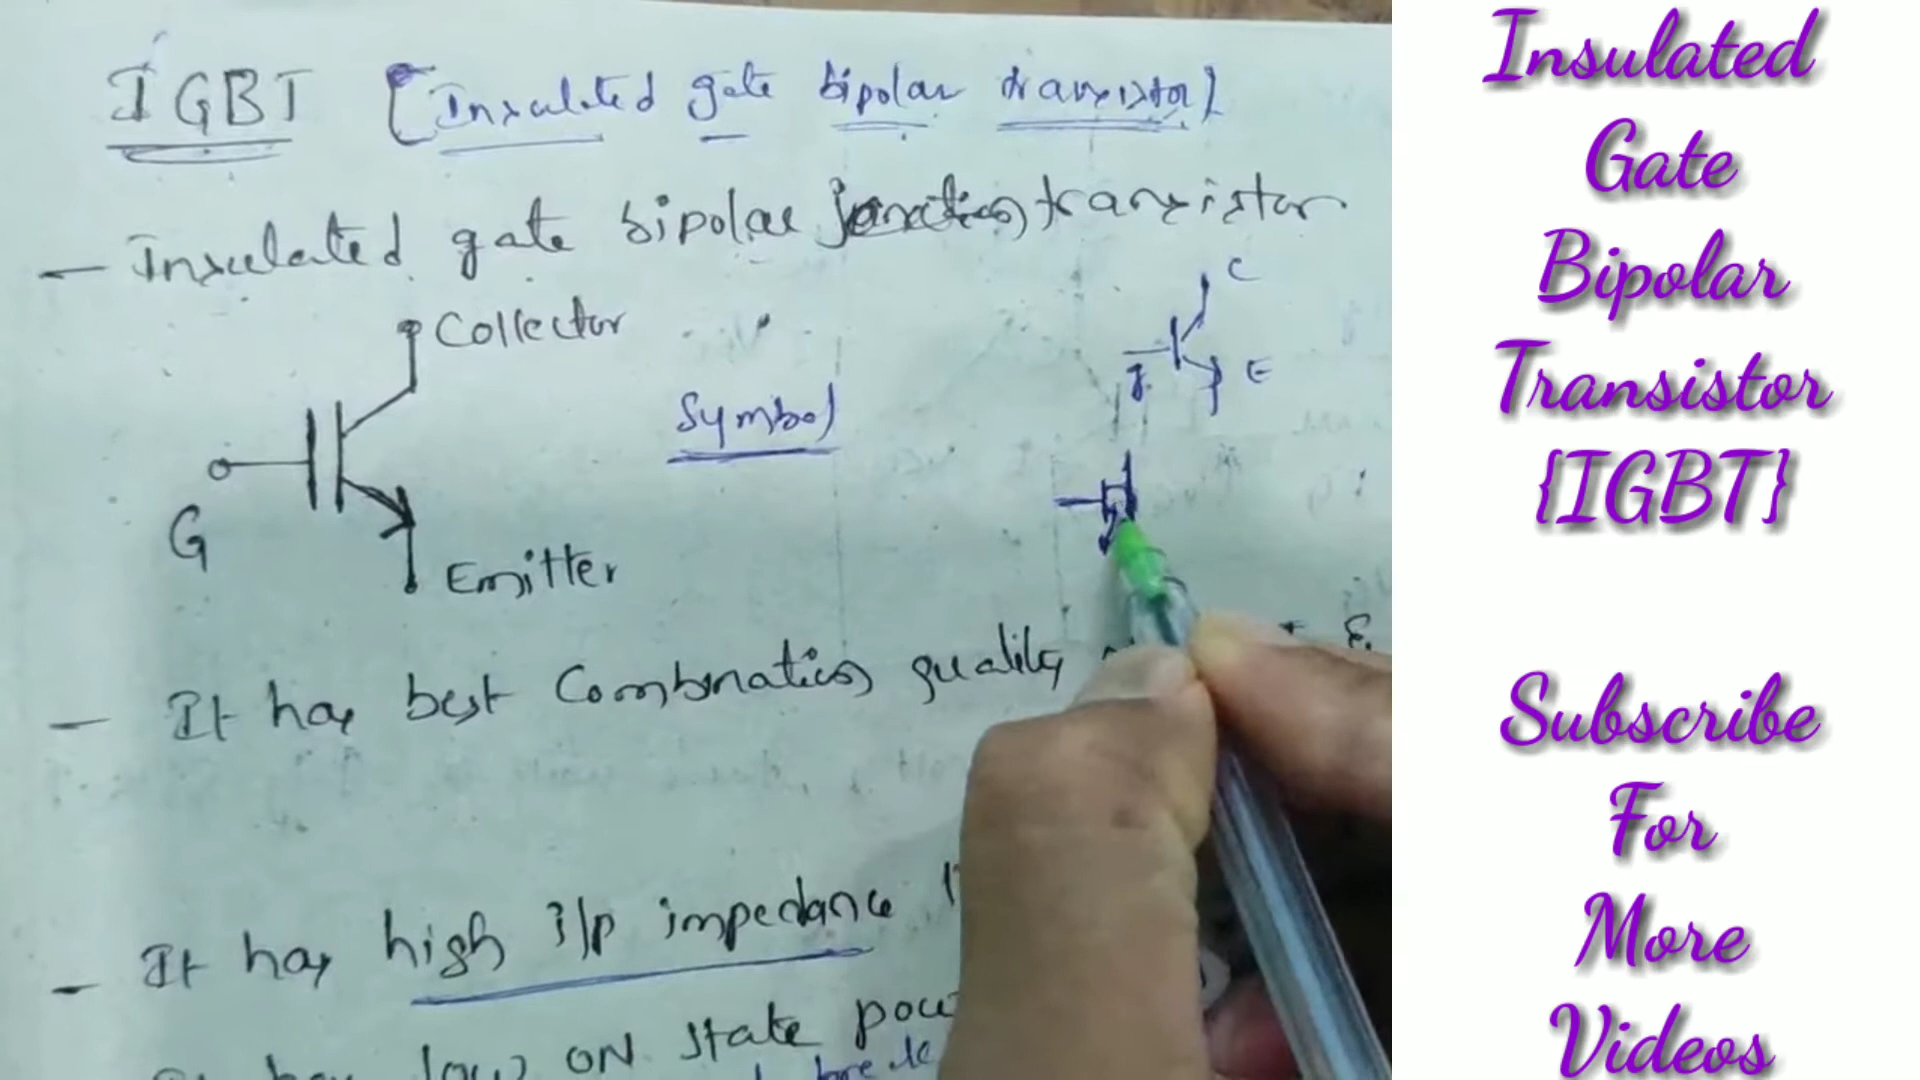 IGBT [Insulated gate bipolar transistor]
- Insulated gate bipolar junction transistor
Collector
C
E
Symbol
G
Emitter
- It has best Combination quality
- It has high i/p impedance
low ON state
Insulated
Gate
Bipolar
Transistor
{IGBT}
Subscribe
For
More
Videos